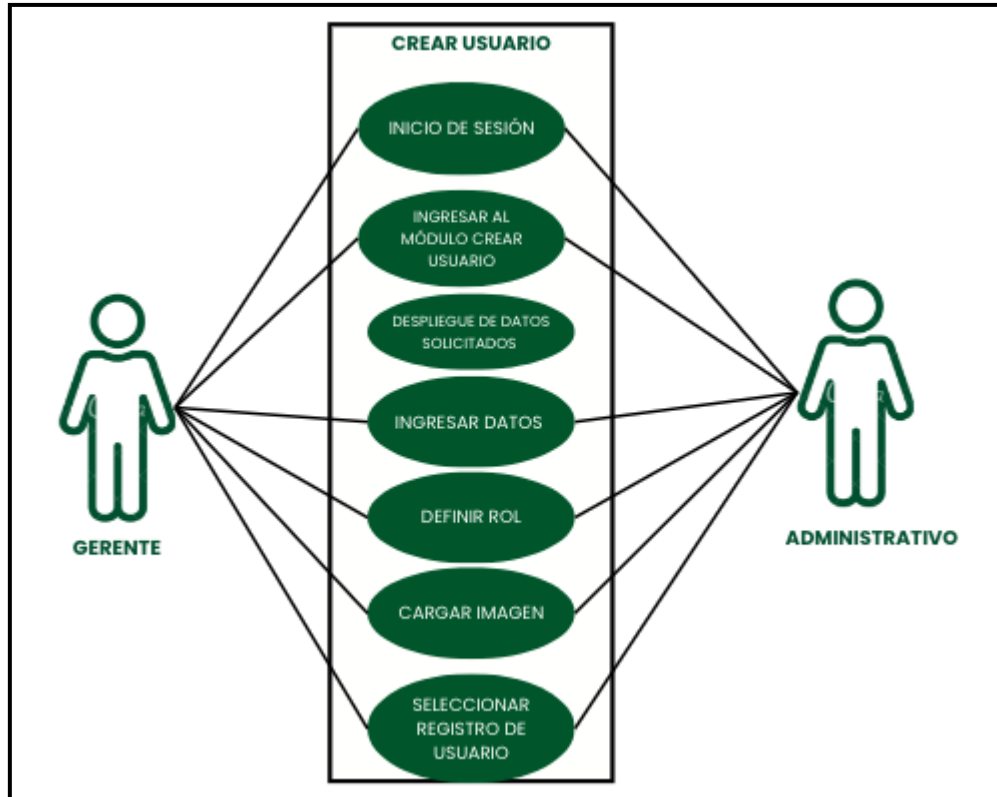 CREAR USUARIO
INICIO DE SESIÓN
INGRESAR AL
MÓDULO CREAR
USUARIO
DESPLIEGUE DE DATOS
SOLICITADOS
INGRESAR DATOS
DEFINIR ROL
CARGAR IMAGEN
SELECCIONAR
REGISTRO DE
USUARIO
GERENTE
ADMINISTRATIVO